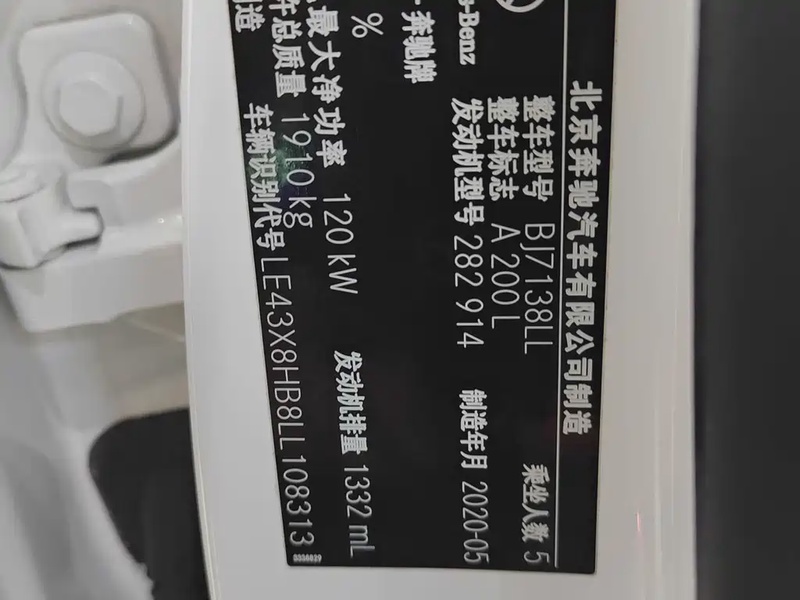 北京奔驰汽车有限公司制造
整车型号 BJ7138LL 乘坐人数 5
整车标志 A 200 L
发动机型号 282 914 制造年月 2020-05
s-Benz
奔驰牌
%
最大净功率 120 kW 发动机排量 1332 mL
总质量 1910 kg
车辆识别代号 LE43X8HB8LL108313
造